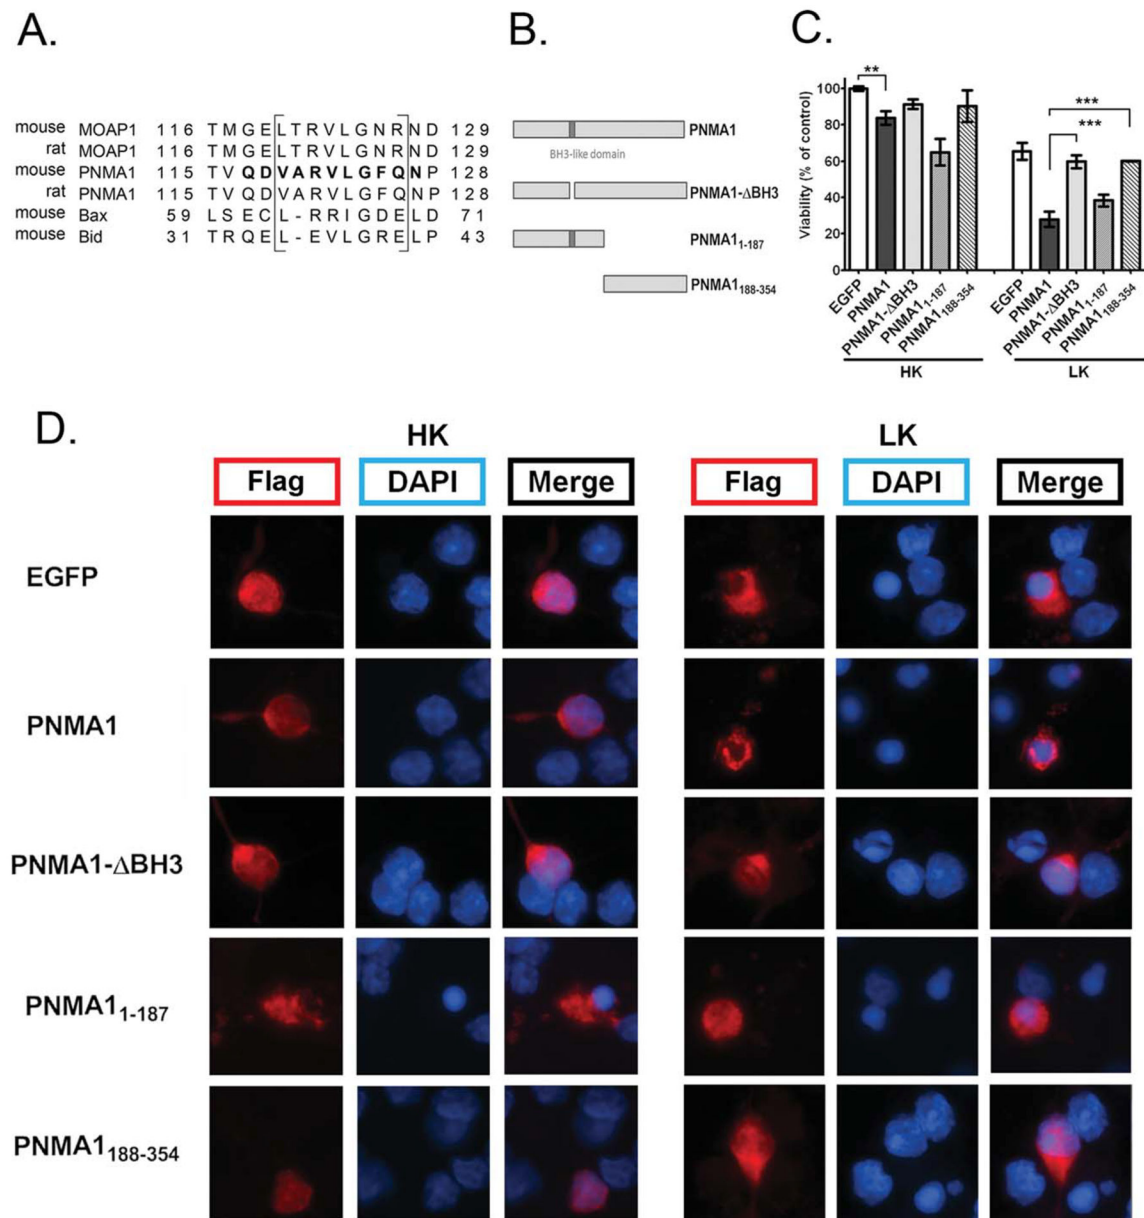 A.
mouse MOAP1 116 T M G E L T R V L G N R N D 129
rat MOAP1 116 T M G E L T R V L G N R N D 129
mouse PNMA1 115 T V Q D V A R V L G F Q N P 128
rat PNMA1 115 T V Q D V A R V L G F Q N P 128
mouse Bax 59 L S E C L - R R I G D E L D 71
mouse Bid 31 T R Q E L - E V L G R E L P 43
B.
PNMA1
BH3-like domain
PNMA1-ΔBH3
PNMA11-187
PNMA1188-354
C.
Viability (% of control)
100
80
60
40
20
0
**
***
***
EGFP
PNMA1
PNMA1-ΔBH3
PNMA11-187
PNMA1188-354
EGFP
PNMA1
PNMA1-ΔBH3
PNMA11-187
PNMA1188-354
HK
LK
D.
HK
LK
Flag DAPI Merge Flag DAPI Merge
EGFP
PNMA1
PNMA1-ΔBH3
PNMA11-187
PNMA1188-354